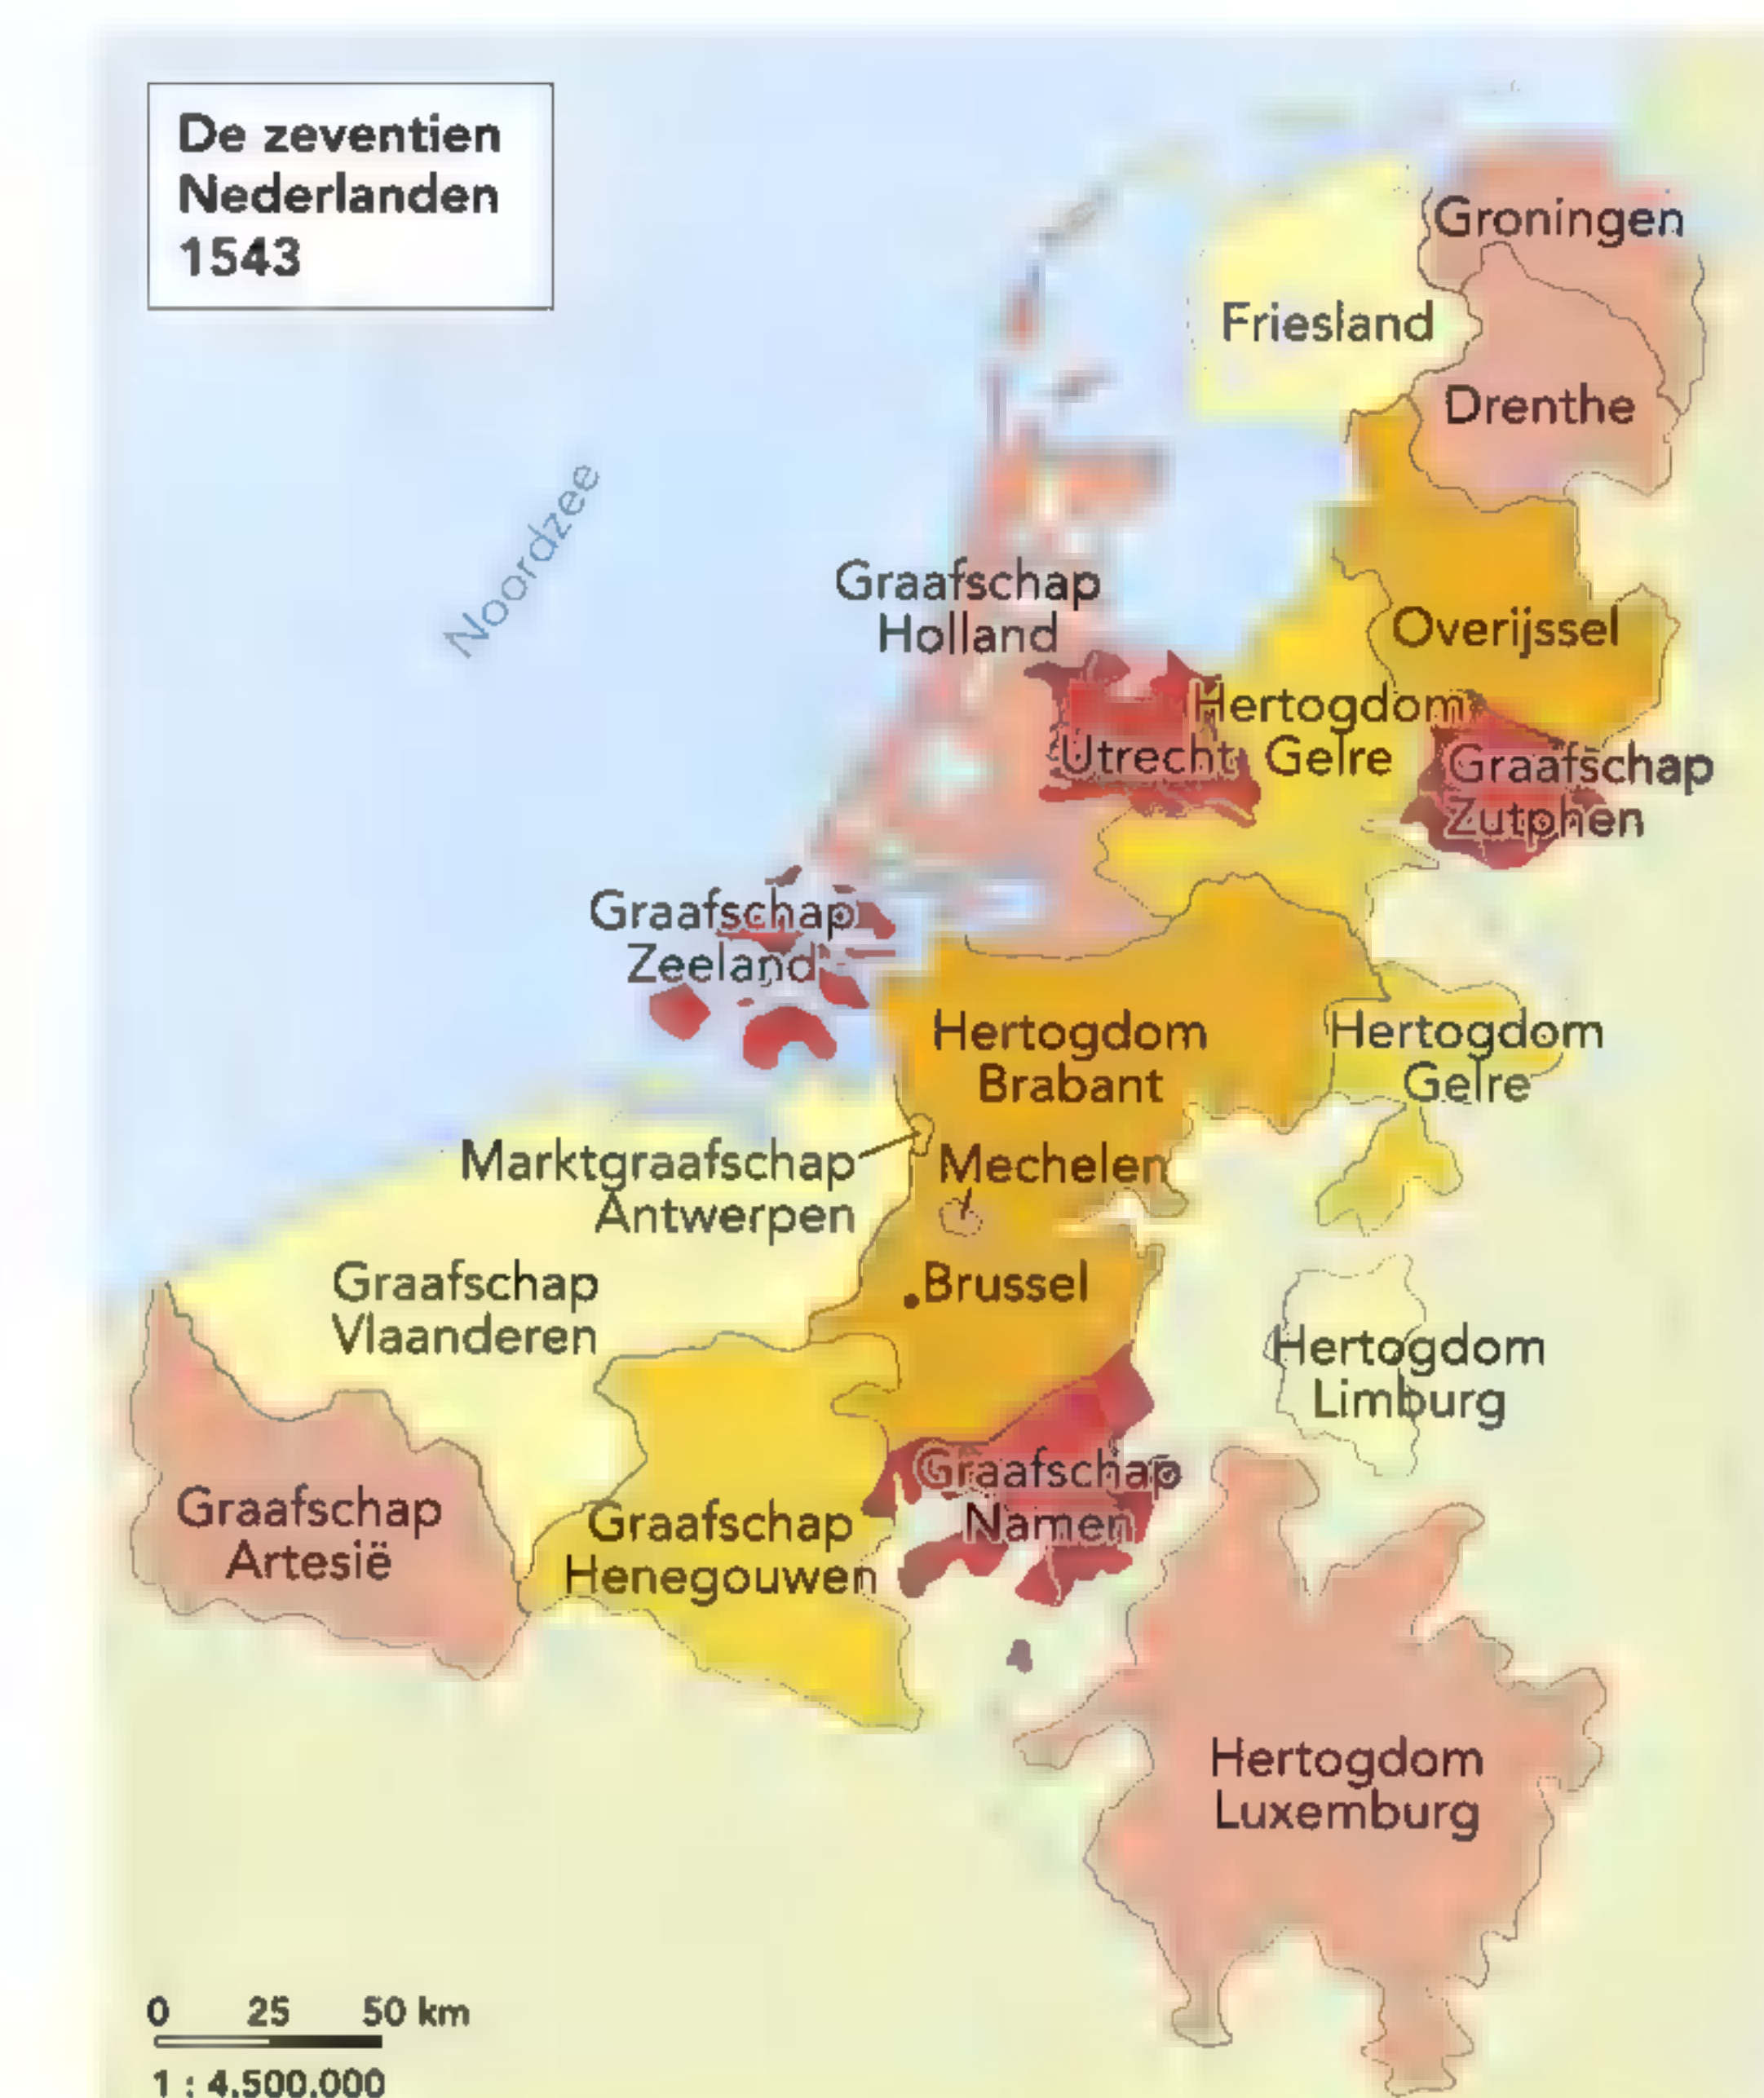 De zeventien
Nederlanden
1543
Groningen
Friesland
Drenthe
Noordzee
Graafschap
Holland
Overijssel
Hertogdom
Gelre
Utrecht
Graafschap
Zutphen
Graafschap
Zeeland
Hertogdom
Brabant
Hertogdom
Gelre
Marktgraafschap
Antwerpen
Mechelen
Brussel
Graafschap
Vlaanderen
Hertogdom
Limburg
Graafschap
Namen
Graafschap
Artesië
Graafschap
Henegouwen
Hertogdom
Luxemburg
0 25 50 km
1 : 4.500.000